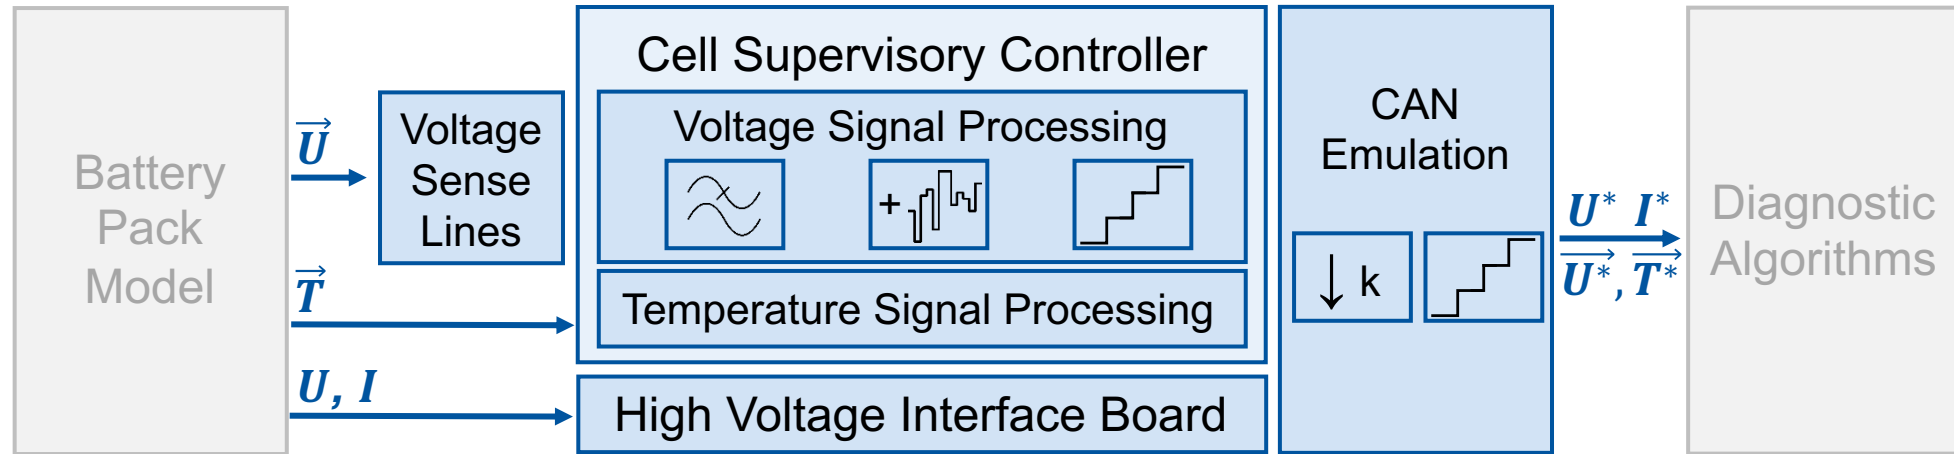 Battery
Pack
Model
U⃗
T⃗
U, I
Voltage
Sense
Lines
Cell Supervisory Controller
Voltage Signal Processing
+
Temperature Signal Processing
High Voltage Interface Board
CAN
Emulation
↓ k
U* I*
U*⃗, T*⃗
Diagnostic
Algorithms